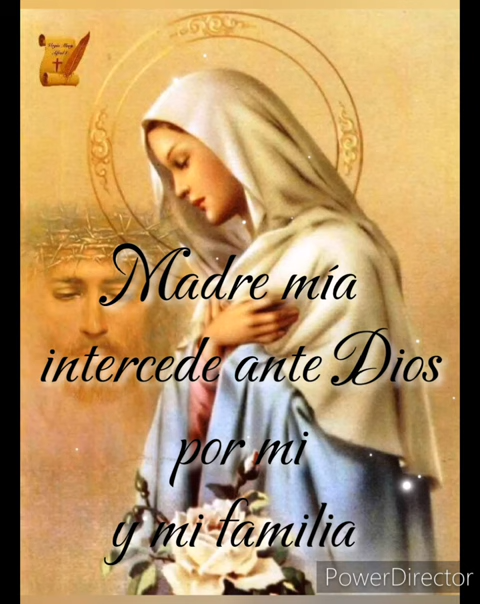 Madre mía
intercede ante Dios
por mi
y mi familia
PowerDirector